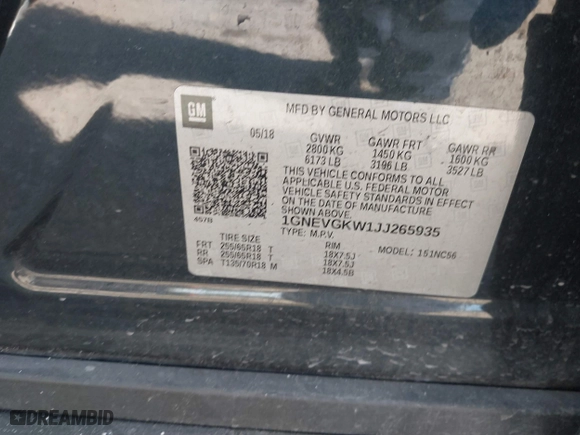 GM
MFD BY GENERAL MOTORS LLC
05/18 GVWR GAWR FRT GAWR RR
2800 KG 1450 KG 1600 KG
6173 LB 3196 LB 3527 LB
THIS VEHICLE CONFORMS TO ALL
APPLICABLE U.S. FEDERAL MOTOR
VEHICLE SAFETY STANDARDS IN EFFECT
ON THE DATE OF MANUFACTURE
SHOWN ABOVE.
457B
1GNEVGKW1JJ265935
TYPE: M.P.V. MODEL: 151NC56
TIRE SIZE RIM
FRT 255/65R18 T 18X7.5J
RR 255/65R18 T 18X7.5J
SPA T135/70R18 M 18X4.5B
DREAMBID